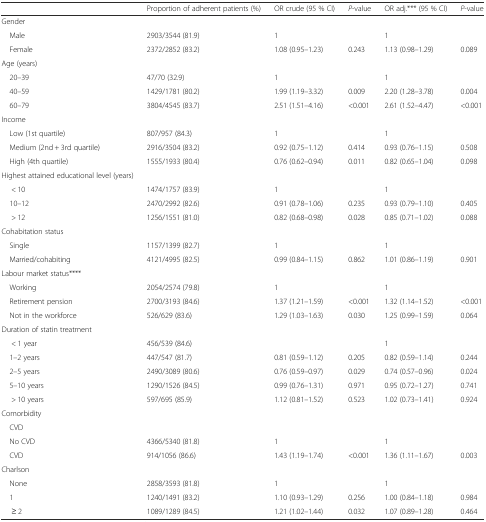 Proportion of adherent patients (%) OR crude (95 % CI) P-value OR adj.*** (95 % CI) P-value
Gender
Male 2903/3544 (81.9) 1 1
Female 2372/2852 (83.2) 1.08 (0.95–1.23) 0.243 1.13 (0.98–1.29) 0.089
Age (years)
20–39 47/70 (32.9) 1 1
40–59 1429/1781 (80.2) 1.99 (1.19–3.32) 0.009 2.20 (1.28–3.78) 0.004
60–79 3804/4545 (83.7) 2.51 (1.51–4.16) <0.001 2.61 (1.52–4.47) <0.001
Income
Low (1st quartile) 807/957 (84.3) 1 1
Medium (2nd + 3rd quartile) 2916/3504 (83.2) 0.92 (0.75–1.12) 0.414 0.93 (0.76–1.15) 0.508
High (4th quartile) 1555/1933 (80.4) 0.76 (0.62–0.94) 0.011 0.82 (0.65–1.04) 0.098
Highest attained educational level (years)
< 10 1474/1757 (83.9) 1 1
10–12 2470/2992 (82.6) 0.91 (0.78–1.06) 0.235 0.93 (0.79–1.10) 0.405
> 12 1256/1551 (81.0) 0.82 (0.68–0.98) 0.028 0.85 (0.71–1.02) 0.088
Cohabitation status
Single 1157/1399 (82.7) 1 1
Married/cohabiting 4121/4995 (82.5) 0.99 (0.84–1.15) 0.862 1.01 (0.86–1.19) 0.901
Labour market status****
Working 2054/2574 (79.8) 1 1
Retirement pension 2700/3193 (84.6) 1.37 (1.21–1.59) <0.001 1.32 (1.14–1.52) <0.001
Not in the workforce 526/629 (83.6) 1.29 (1.03–1.63) 0.030 1.25 (0.99–1.59) 0.064
Duration of statin treatment
< 1 year 456/539 (84.6) 1
1–2 years 447/547 (81.7) 0.81 (0.59–1.12) 0.205 0.82 (0.59–1.14) 0.244
2–5 years 2490/3089 (80.6) 0.76 (0.59–0.97) 0.029 0.74 (0.57–0.96) 0.024
5–10 years 1290/1526 (84.5) 0.99 (0.76–1.31) 0.971 0.95 (0.72–1.27) 0.741
> 10 years 597/695 (85.9) 1.12 (0.81–1.52) 0.523 1.02 (0.73–1.41) 0.924
Comorbidity
CVD
No CVD 4366/5340 (81.8) 1 1
CVD 914/1056 (86.6) 1.43 (1.19–1.74) <0.001 1.36 (1.11–1.67) 0.003
Charlson
None 2858/3593 (81.8) 1 1
1 1240/1491 (83.2) 1.10 (0.93–1.29) 0.256 1.00 (0.84–1.18) 0.984
≥ 2 1089/1289 (84.5) 1.21 (1.02–1.44) 0.032 1.07 (0.89–1.28) 0.464